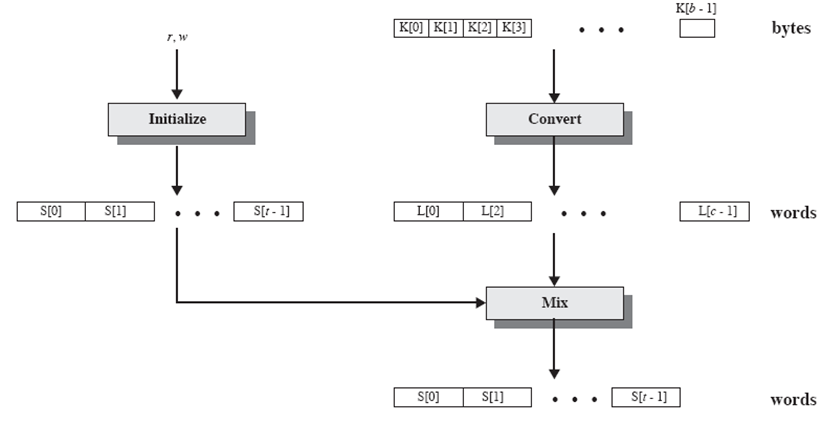 K[b - 1]
K[0] K[1] K[2] K[3] • • • bytes
r, w
Initialize Convert
S[0] S[1] • • • S[t - 1] L[0] L[2] • • • L[c - 1] words
Mix
S[0] S[1] • • • S[t - 1] words